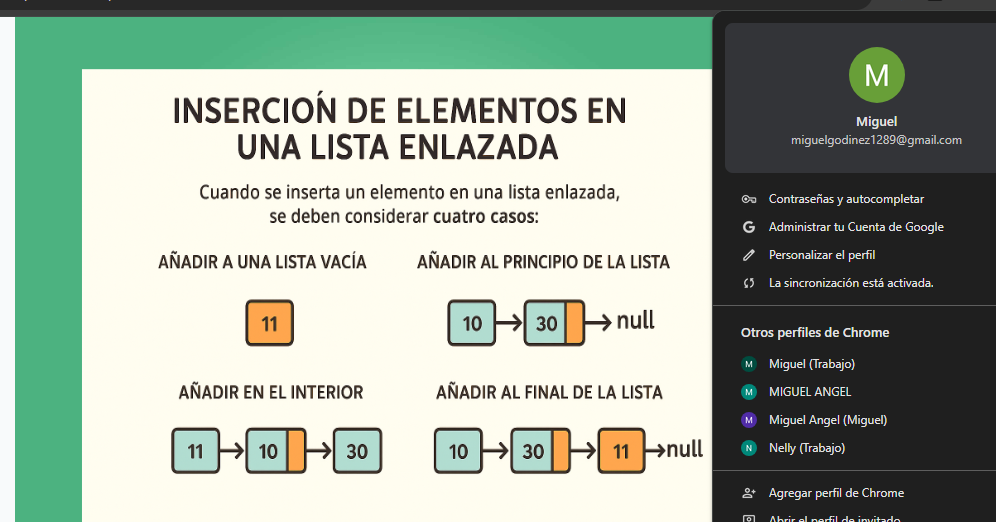 INSERCIÓN DE ELEMENTOS EN
UNA LISTA ENLAZADA
Cuando se inserta un elemento en una lista enlazada,
se deben considerar cuatro casos:
AÑADIR A UNA LISTA VACÍA
11
AÑADIR AL PRINCIPIO DE LA LISTA
10 30 null
AÑADIR EN EL INTERIOR
11 10 30
AÑADIR AL FINAL DE LA LISTA
10 30 11 null
M
Miguel
miguelgodinez1289@gmail.com
Contraseñas y autocompletar
G Administrar tu Cuenta de Google
Personalizar el perfil
La sincronización está activada.
Otros perfiles de Chrome
M Miguel (Trabajo)
M MIGUEL ANGEL
M Miguel Angel (Miguel)
N Nelly (Trabajo)
Agregar perfil de Chrome
Abrir el perfil de invitado